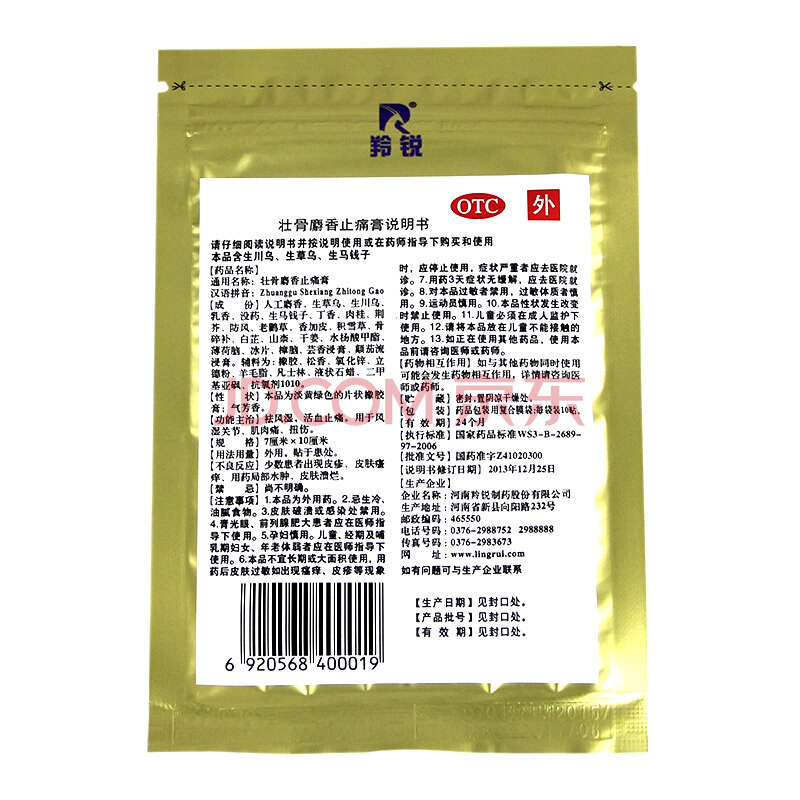 羚锐
壮骨麝香止痛膏说明书
OTC
外
请仔细阅读说明书并按说明使用或在药师指导下购买和使用
本品含生川乌、生草乌、生马钱子
【药品名称】
通用名称：壮骨麝香止痛膏
汉语拼音：Zhuanggu Shexiang Zhitong Gao
【成 份】人工麝香、生草乌、生川乌、
乳香、没药、生马钱子、丁香、肉桂、荆
芥、防风、老鹳草、香加皮、积雪草、骨
碎补、白芷、山柰、干姜、水杨酸甲酯、
薄荷脑、冰片、樟脑、芸香浸膏、颠茄流
浸膏。辅料为：橡胶、松香、氧化锌、立
德粉、羊毛脂、凡士林、液状石蜡、二甲
基亚砜、抗氧剂1010。
【性 状】本品为淡黄绿色的片状橡胶
膏；气芳香。
【功能主治】祛风湿，活血止痛。用于风
湿关节、肌肉痛、扭伤。
【规 格】7厘米×10厘米
【用法用量】外用，贴于患处。
【不良反应】少数患者出现皮疹、皮肤瘙
痒、用药局部水肿、皮肤溃烂。
【禁 忌】尚不明确。
【注意事项】1.本品为外用药。2.忌生冷、
油腻食物。3.皮肤破溃或感染处禁用。
4.青光眼、前列腺肥大患者应在医师指
导下使用。5.孕妇慎用。儿童、经期及哺
乳期妇女、年老体弱者应在医师指导下
使用。6.本品不宜长期或大面积使用，用
药后皮肤过敏如出现瘙痒、皮疹等现象
时，应停止使用，症状严重者应去医院就
诊。7.用药3天症状无缓解，应去医院就
诊。8.对本品过敏者禁用，过敏体质者慎
用。9.运动员慎用。10.本品性状发生改变
时禁止使用。11.儿童必须在成人监护下
使用。12.请将本品放在儿童不能接触的
地方。13.如正在使用其他药品，使用本
品前请咨询医师或药师。
【药物相互作用】如与其他药物同时使用
可能会发生药物相互作用，详情请咨询医
师或药师。
【贮 藏】密封，置阴凉干燥处。
【包 装】药品包装用复合膜袋；每袋装10贴。
【有 效 期】24个月
【执行标准】国家药品标准WS3-B-2689-
97-2006
【批准文号】国药准字Z41020300
【说明书修订日期】2013年12月25日
【生产企业】
企业名称：河南羚锐制药股份有限公司
生产地址：河南省新县向阳路232号
邮政编码：465550
电话号码：0376-2988752 2988888
传真号码：0376-2983673
网 址：www.lingrui.com
如有问题可与生产企业联系
【生产日期】见封口处。
【产品批号】见封口处。
【有 效 期】见封口处。
6 920568 400019
JD.COM 京东